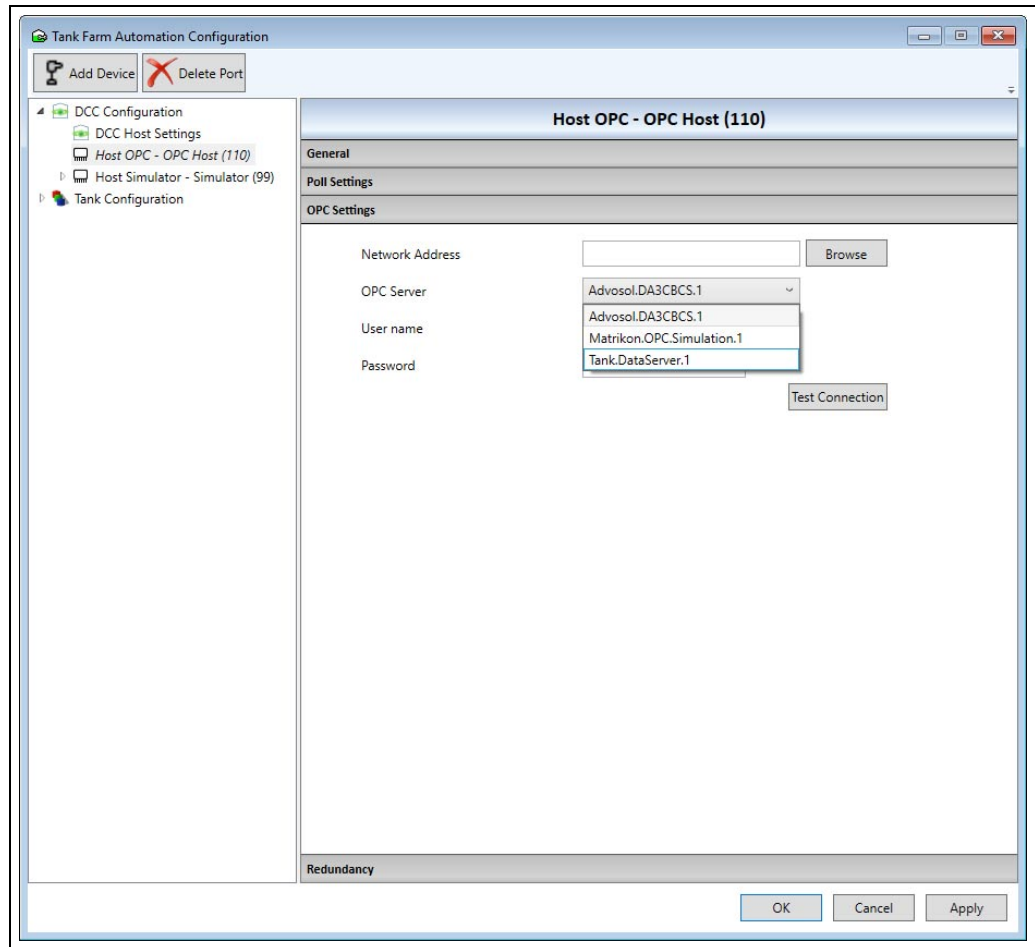 Tank Farm Automation Configuration
Add Device Delete Port
DCC Configuration
DCC Host Settings
Host OPC - OPC Host (110)
Host Simulator - Simulator (99)
Tank Configuration
Host OPC - OPC Host (110)
General
Poll Settings
OPC Settings
Network Address Browse
OPC Server Advosol.DA3CBCS.1
Advosol.DA3CBCS.1
User name
Matrikon.OPC.Simulation.1
Tank.DataServer.1
Password
Test Connection
Redundancy
OK Cancel Apply